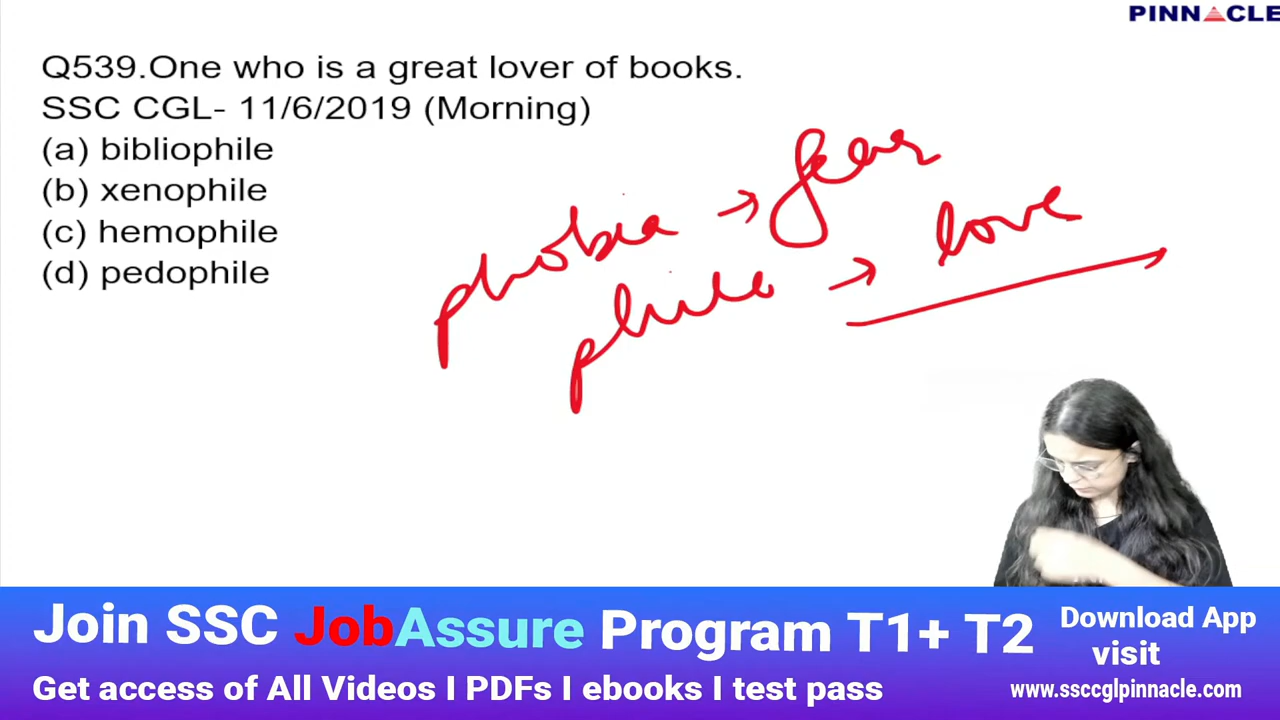 PINNACLE
Q539.One who is a great lover of books.
SSC CGL- 11/6/2019 (Morning)
(a) bibliophile
(b) xenophile
(c) hemophile
(d) pedophile
phobia → fear
phile → love
Join SSC JobAssure Program T1+ T2
Download App
visit
Get access of All Videos I PDFs I ebooks I test pass
www.ssccglpinnacle.com